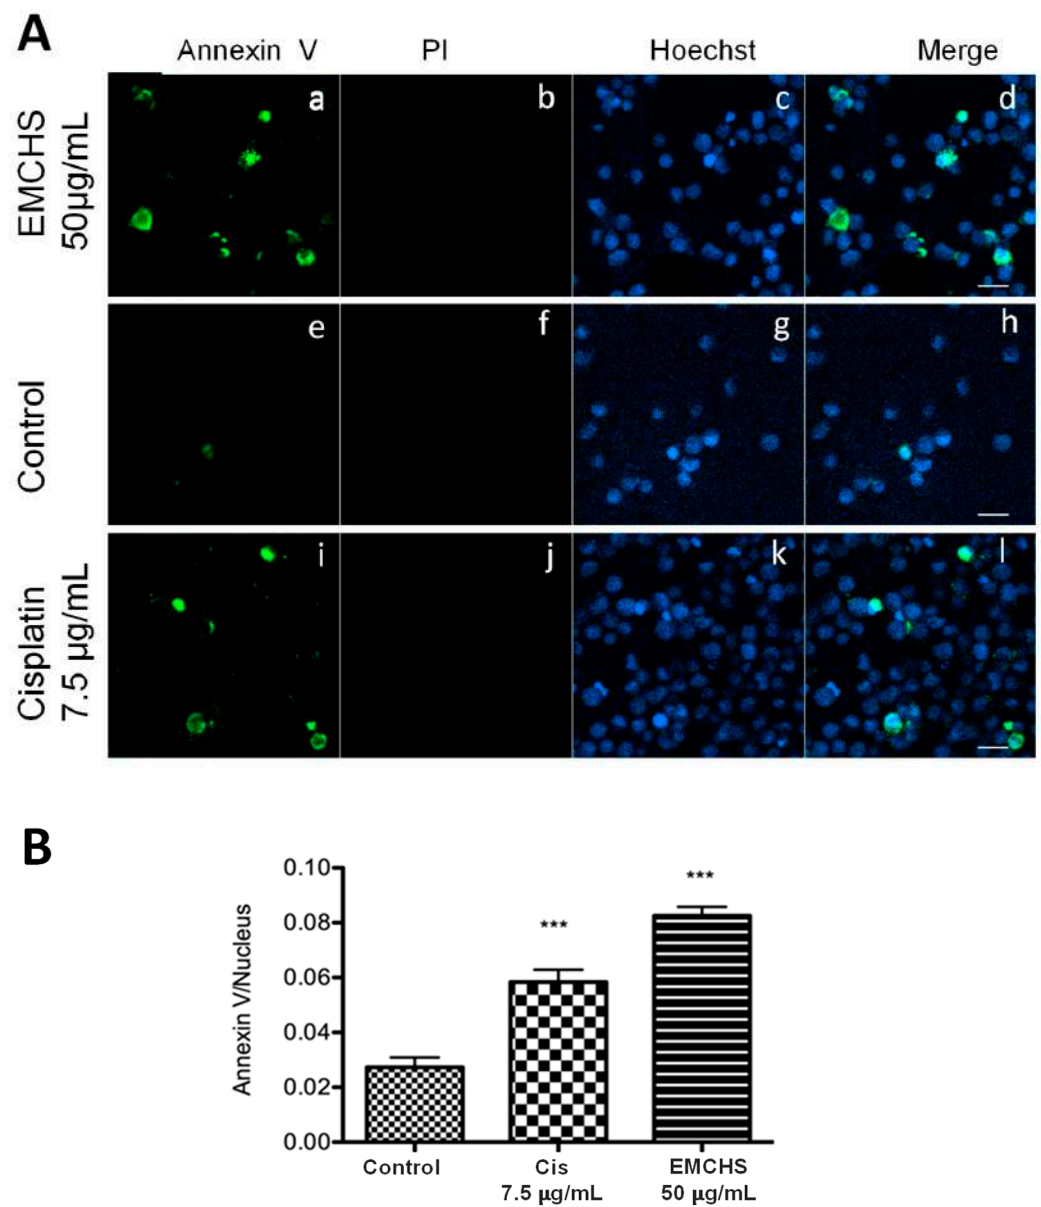 A
Annexin V PI Hoechst Merge
EMCHS
50µg/mL
a b c d
Control
e f g h
Cisplatin
7.5 µg/mL
i j k l
B
Annexin V/Nucleus
0.10
0.08
0.06
0.04
0.02
0.00
***
***
Control Cis EMCHS
7.5 µg/mL 50 µg/mL